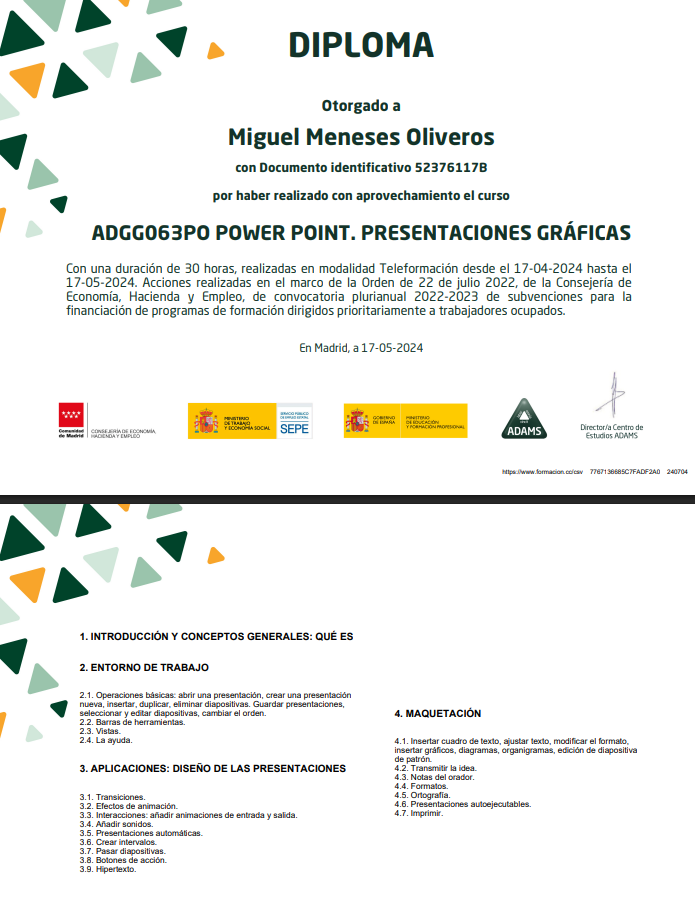 DIPLOMA
Otorgado a
Miguel Meneses Oliveros
con Documento identificativo 52376117B
por haber realizado con aprovechamiento el curso
ADGG063PO POWER POINT. PRESENTACIONES GRÁFICAS
Con una duración de 30 horas, realizadas en modalidad Teleformación desde el 17-04-2024 hasta el
17-05-2024. Acciones realizadas en el marco de la Orden de 22 de julio 2022, de la Consejería de
Economía, Hacienda y Empleo, de convocatoria plurianual 2022-2023 de subvenciones para la
financiación de programas de formación dirigidos prioritariamente a trabajadores ocupados.
En Madrid, a 17-05-2024
Comunidad
de Madrid
CONSEJERÍA DE ECONOMÍA,
HACIENDA Y EMPLEO
MINISTERIO
DE TRABAJO
Y ECONOMÍA SOCIAL
SERVICIO PÚBLICO
DE EMPLEO ESTATAL
SEPE
GOBIERNO
DE ESPAÑA
MINISTERIO
DE EDUCACIÓN
Y FORMACIÓN PROFESIONAL
ADAMS
Director/a Centro de
Estudios ADAMS
https://www.formacion.cc/csv 7767136685C7FADF2A0 240704
1. INTRODUCCIÓN Y CONCEPTOS GENERALES: QUÉ ES
2. ENTORNO DE TRABAJO
2.1. Operaciones básicas: abrir una presentación, crear una presentación
nueva, insertar, duplicar, eliminar diapositivas. Guardar presentaciones,
seleccionar y editar diapositivas, cambiar el orden.
2.2. Barras de herramientas.
2.3. Vistas.
2.4. La ayuda.
3. APLICACIONES: DISEÑO DE LAS PRESENTACIONES
3.1. Transiciones.
3.2. Efectos de animación.
3.3. Interacciones: añadir animaciones de entrada y salida.
3.4. Añadir sonidos.
3.5. Presentaciones automáticas.
3.6. Crear intervalos.
3.7. Pasar diapositivas.
3.8. Botones de acción.
3.9. Hipertexto.
4. MAQUETACIÓN
4.1. Insertar cuadro de texto, ajustar texto, modificar el formato,
insertar gráficos, diagramas, organigramas, edición de diapositiva
de patrón.
4.2. Transmitir la idea.
4.3. Notas del orador.
4.4. Formatos.
4.5. Ortografía.
4.6. Presentaciones autoejecutables.
4.7. Imprimir.